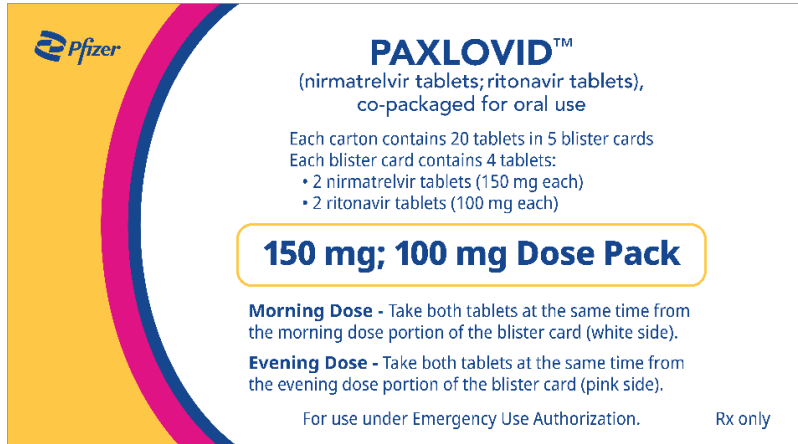 Pfizer
PAXLOVID™
(nirmatrelvir tablets; ritonavir tablets),
co-packaged for oral use
Each carton contains 20 tablets in 5 blister cards
Each blister card contains 4 tablets:
• 2 nirmatrelvir tablets (150 mg each)
• 2 ritonavir tablets (100 mg each)
150 mg; 100 mg Dose Pack
Morning Dose - Take both tablets at the same time from
the morning dose portion of the blister card (white side).
Evening Dose - Take both tablets at the same time from
the evening dose portion of the blister card (pink side).
For use under Emergency Use Authorization. Rx only